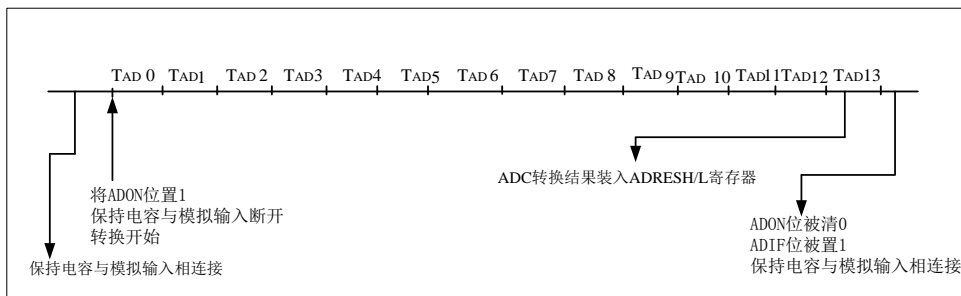 TAD 0 TAD1 TAD 2 TAD3 TAD4 TAD5 TAD 6 TAD7 TAD 8 TAD 9 TAD 10 TAD11 TAD12 TAD13
ADC转换结果装入ADRESH/L寄存器
将ADON位置1
保持电容与模拟输入断开
转换开始
ADON位被清0
ADIF位被置1
保持电容与模拟输入相连接
保持电容与模拟输入相连接